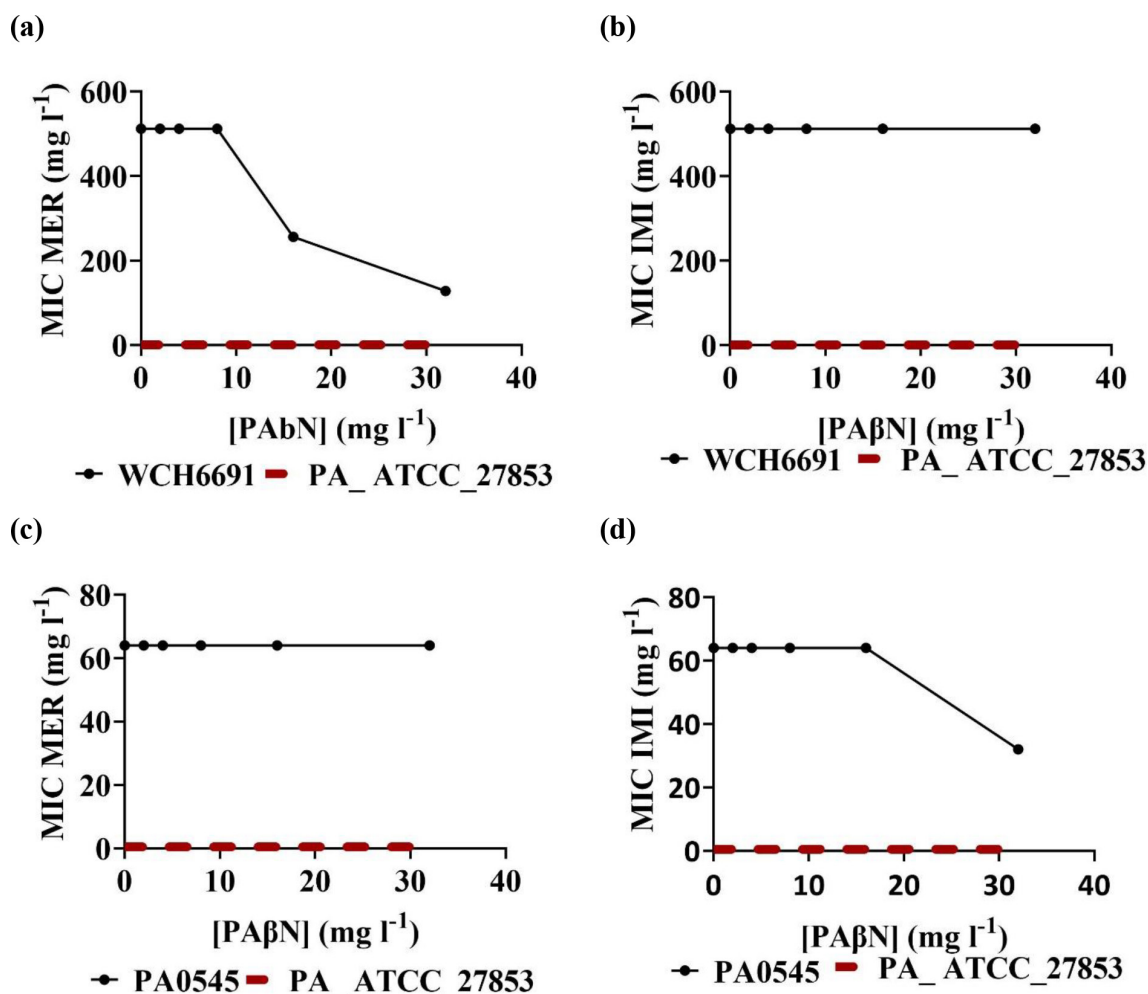 (a)
(b)
MIC MER (mg l-1)
600
400
200
0
0 10 20 30 40
[PAbN] (mg l-1)
WCH6691 PA_ ATCC_27853
MIC IMI (mg l-1)
600
400
200
0
0 10 20 30 40
[PAβN] (mg l-1)
WCH6691 PA_ ATCC_27853
(c)
(d)
MIC MER (mg l-1)
80
60
40
20
0
0 10 20 30 40
[PAβN] (mg l-1)
PA0545 PA_ ATCC_27853
MIC IMI (mg l-1)
80
60
40
20
0
0 10 20 30 40
[PAβN] (mg l-1)
PA0545 PA_ ATCC_27853